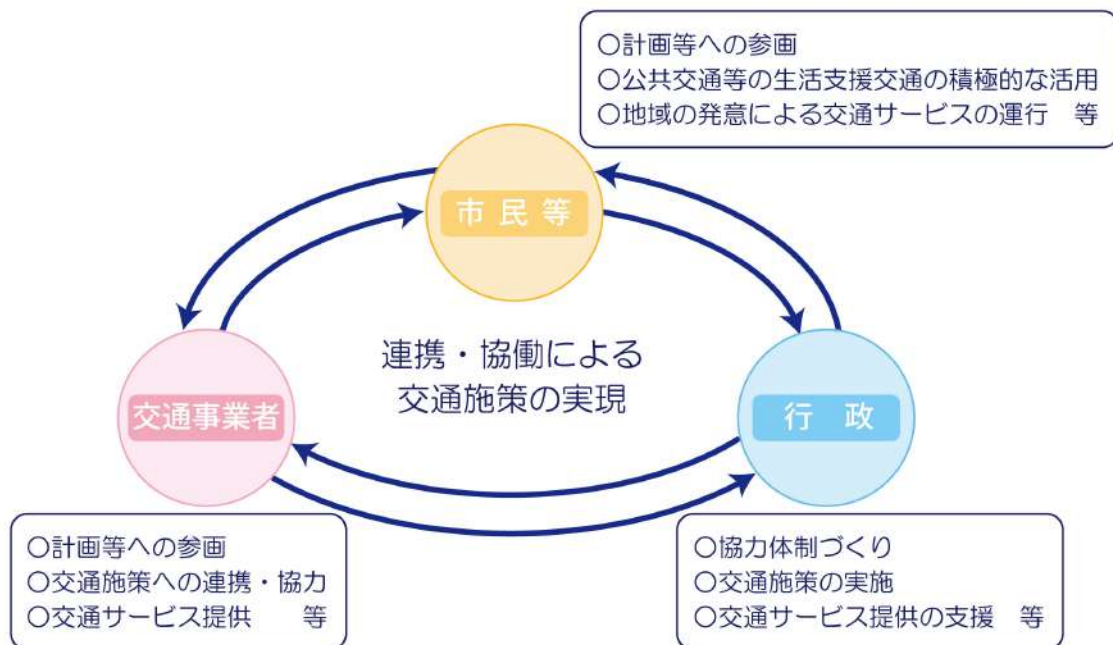 ○計画等への参画
○公共交通等の生活支援交通の積極的な活用
○地域の発意による交通サービスの運行　等
市民等
連携・協働による
交通施策の実現
交通事業者
行　政
○計画等への参画
○交通施策への連携・協力
○交通サービス提供　　等
○協力体制づくり
○交通施策の実施
○交通サービス提供の支援　等